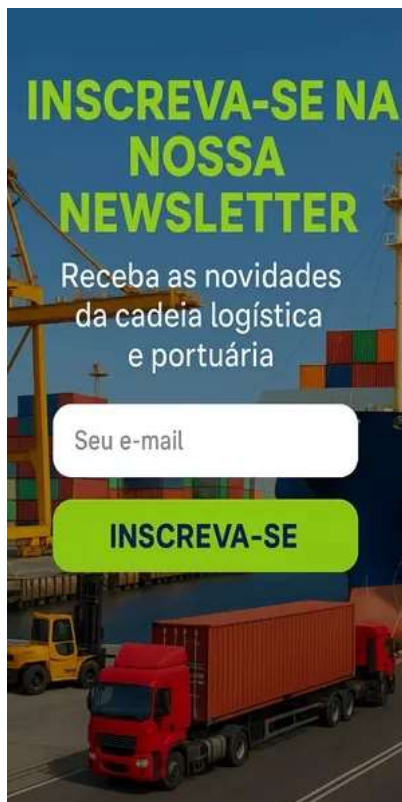 INSCREVA-SE NA
NOSSA
NEWSLETTER
Receba as novidades
da cadeia logística
e portuária
Seu e-mail
INSCREVA-SE